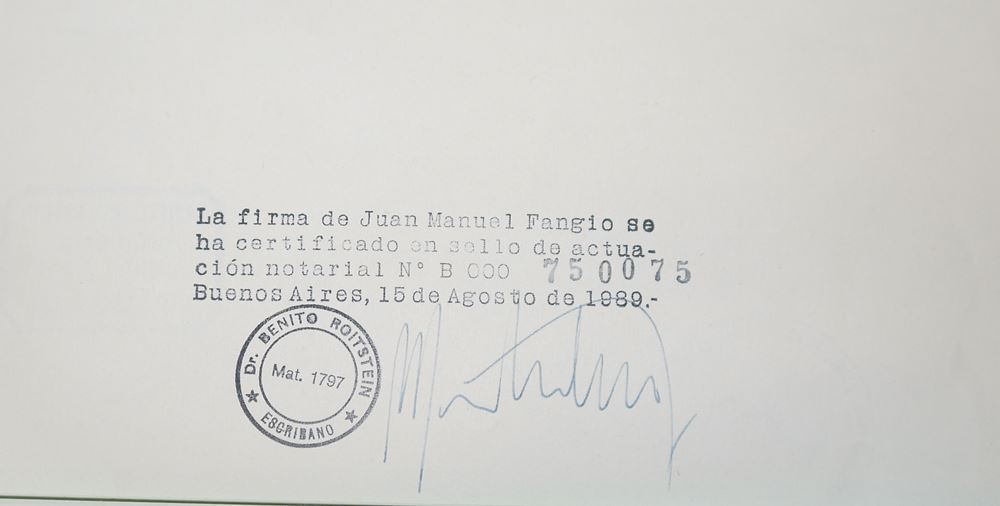 La firma de Juan Manuel Fangio se
ha certificado en sello de actua-
ción notarial N° B 000 750075
Buenos Aires, 15 de Agosto de 1989.-
Dr. BENITO ROITSTEIN
Mat. 1797
★ ESCRIBANO ★